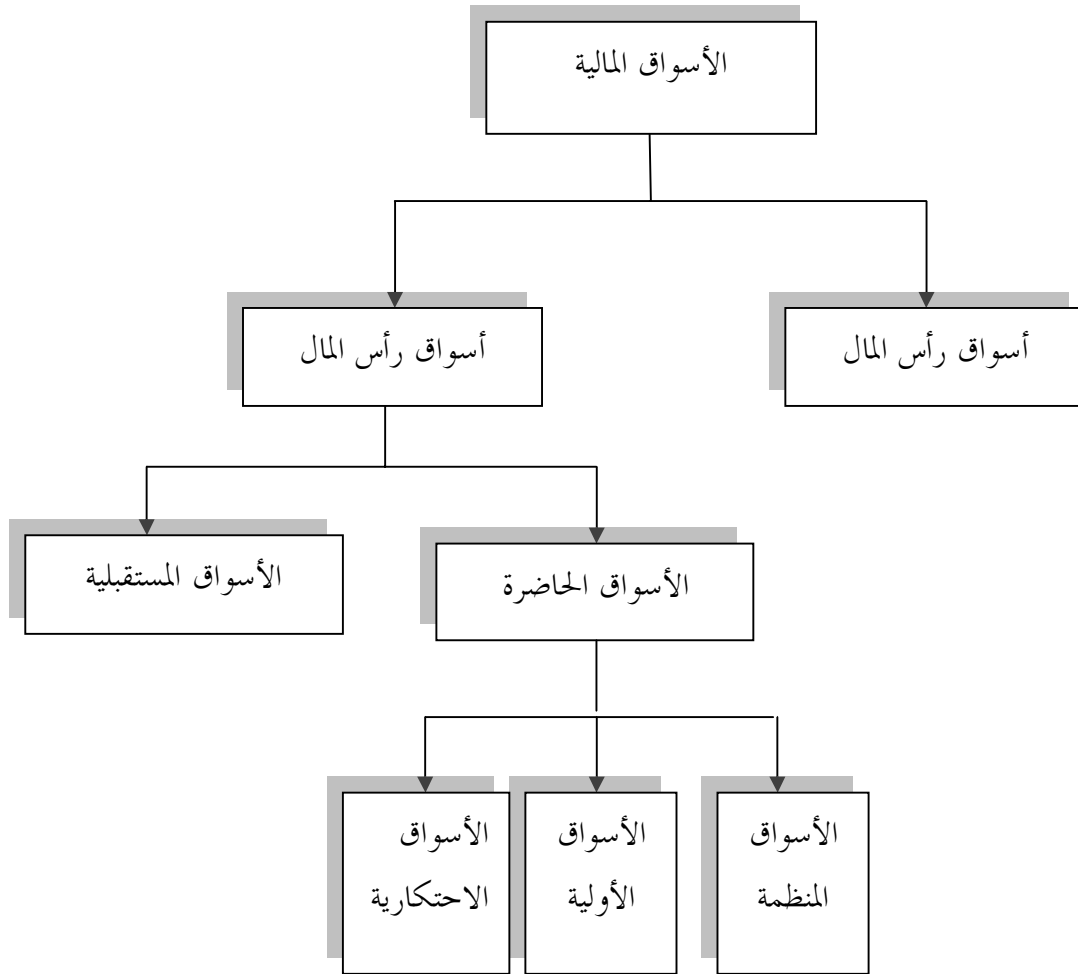 الأسواق المالية
أسواق رأس المال
أسواق رأس المال
الأسواق الحاضرة
الأسواق المستقبلية
الأسواق
المنظمة
الأسواق
الأولية
الأسواق
الاحتكارية